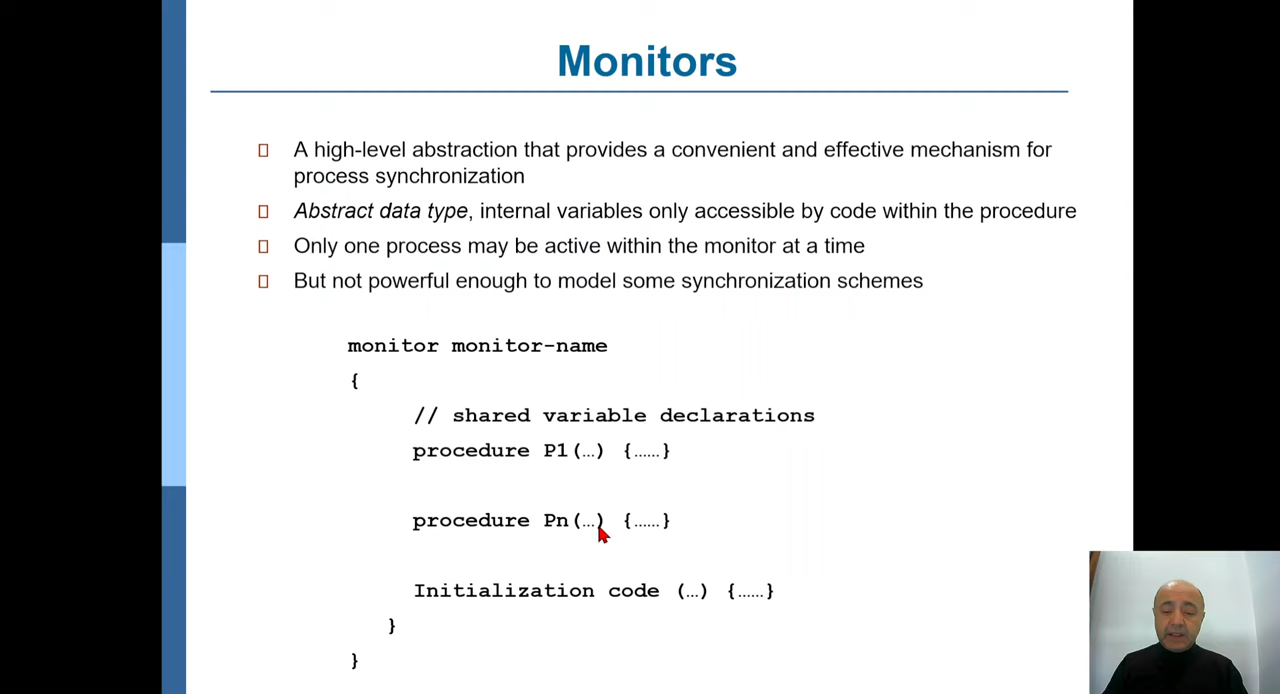 Monitors
A high-level abstraction that provides a convenient and effective mechanism for
process synchronization
Abstract data type, internal variables only accessible by code within the procedure
Only one process may be active within the monitor at a time
But not powerful enough to model some synchronization schemes
monitor monitor-name
{
// shared variable declarations
procedure P1(…) {……}
procedure Pn(…) {……}
Initialization code (…) {……}
}
}